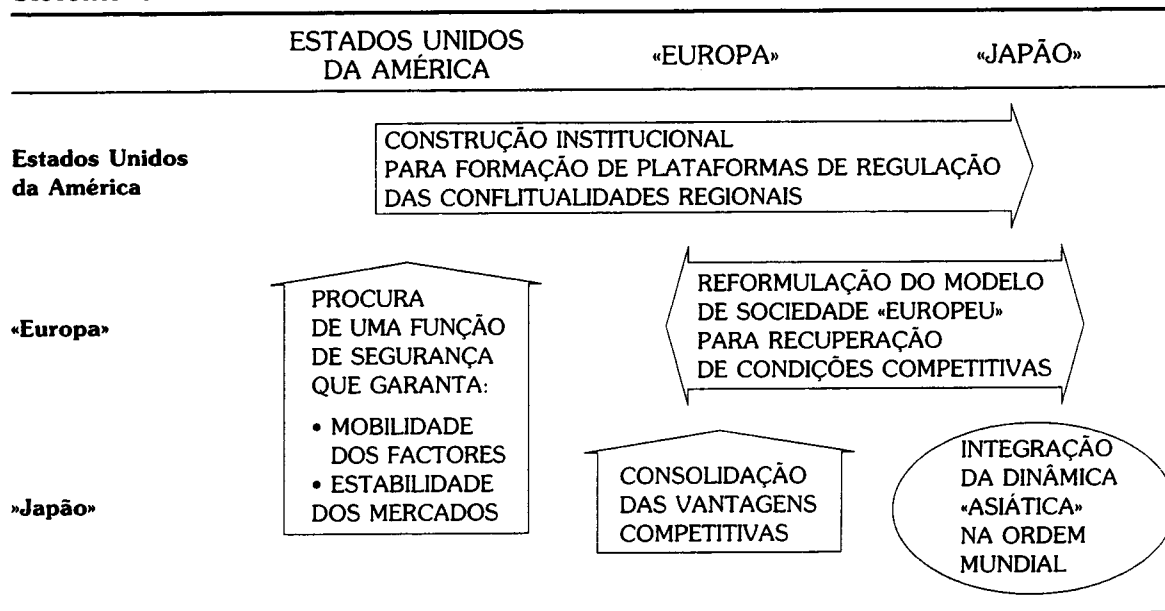 ESTADOS UNIDOS
DA AMÉRICA
«EUROPA»
«JAPÃO»
Estados Unidos
da América
CONSTRUÇÃO INSTITUCIONAL
PARA FORMAÇÃO DE PLATAFORMAS DE REGULAÇÃO
DAS CONFLITUALIDADES REGIONAIS
«Europa»
PROCURA
DE UMA FUNÇÃO
DE SEGURANÇA
QUE GARANTA:
• MOBILIDADE
DOS FACTORES
• ESTABILIDADE
DOS MERCADOS
REFORMULAÇÃO DO MODELO
DE SOCIEDADE «EUROPEU»
PARA RECUPERAÇÃO
DE CONDIÇÕES COMPETITIVAS
»Japão»
CONSOLIDAÇÃO
DAS VANTAGENS
COMPETITIVAS
INTEGRAÇÃO
DA DINÂMICA
«ASIÁTICA»
NA ORDEM
MUNDIAL